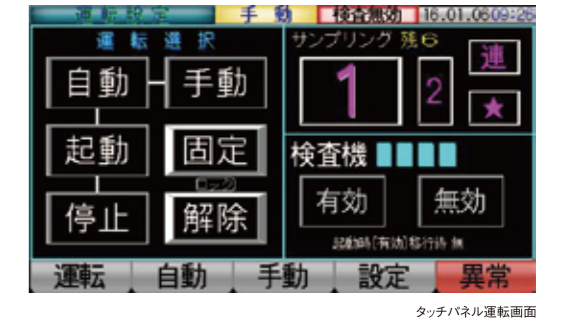 運転設定 手動 検査無効 16.01.06 09:26
運転選択
サンプリング 残6
自動 手動
1 2 連
★
起動 固定
検査機
ロック
停止 解除
有効 無効
起動時[有効]移行待 無
運転 自動 手動 設定 異常
タッチパネル運転画面